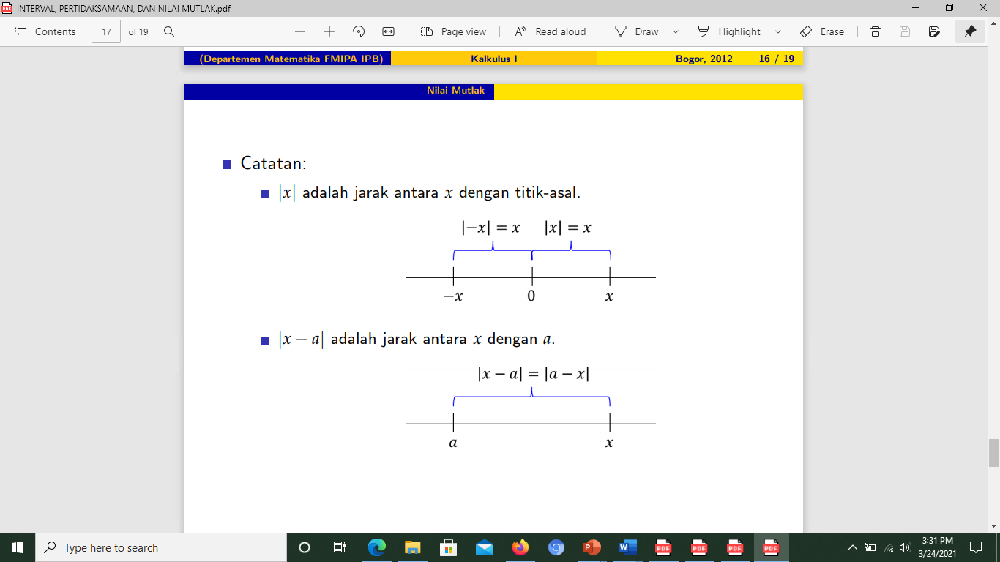 INTERVAL, PERTIDAKSAMAAN, DAN NILAI MUTLAK.pdf
Contents 17 of 19 Page view Read aloud Draw Highlight Erase
(Departemen Matematika FMIPA IPB) Kalkulus I Bogor, 2012 16 / 19
Nilai Mutlak
Catatan:
|x| adalah jarak antara x dengan titik-asal.
|−x| = x |x| = x
−x 0 x
|x − a| adalah jarak antara x dengan a.
|x − a| = |a − x|
a x
Type here to search
3:31 PM
3/24/2021